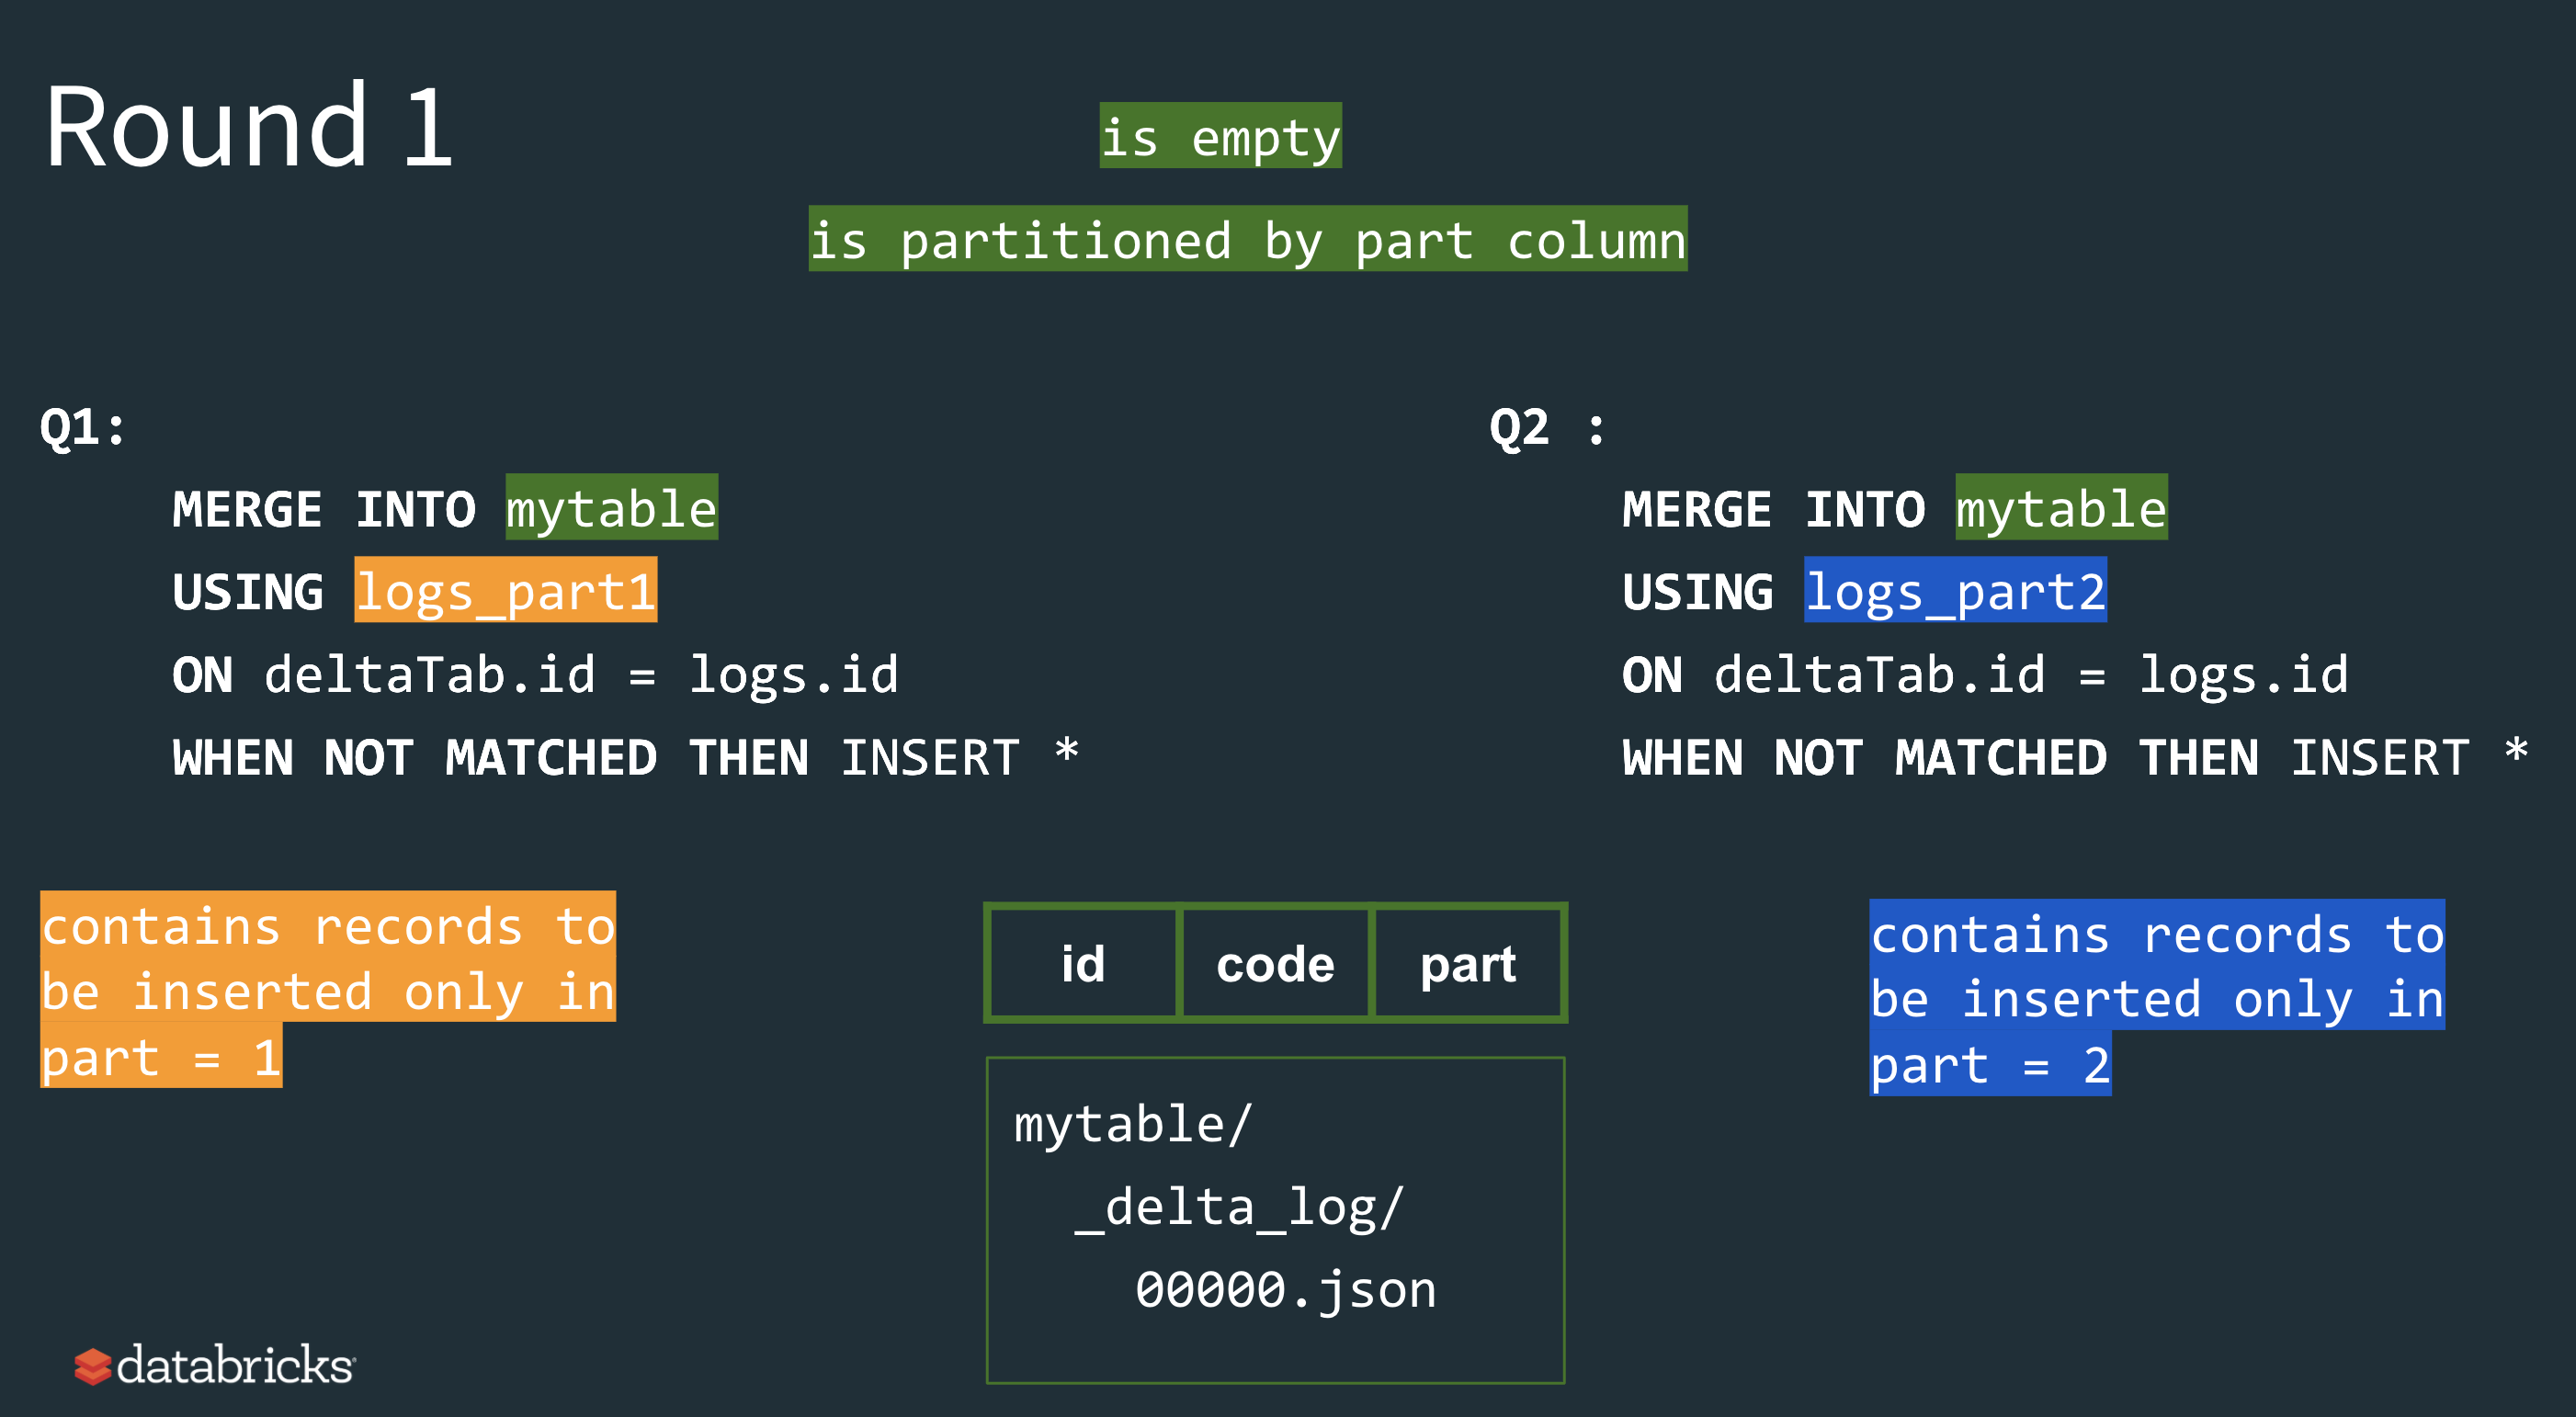 Round 1
is empty
is partitioned by part column
Q1:
MERGE INTO mytable
USING logs_part1
ON deltaTab.id = logs.id
WHEN NOT MATCHED THEN INSERT *
Q2 :
MERGE INTO mytable
USING logs_part2
ON deltaTab.id = logs.id
WHEN NOT MATCHED THEN INSERT *
contains records to
be inserted only in
part = 1
id code part
mytable/
_delta_log/
00000.json
contains records to
be inserted only in
part = 2
databricks